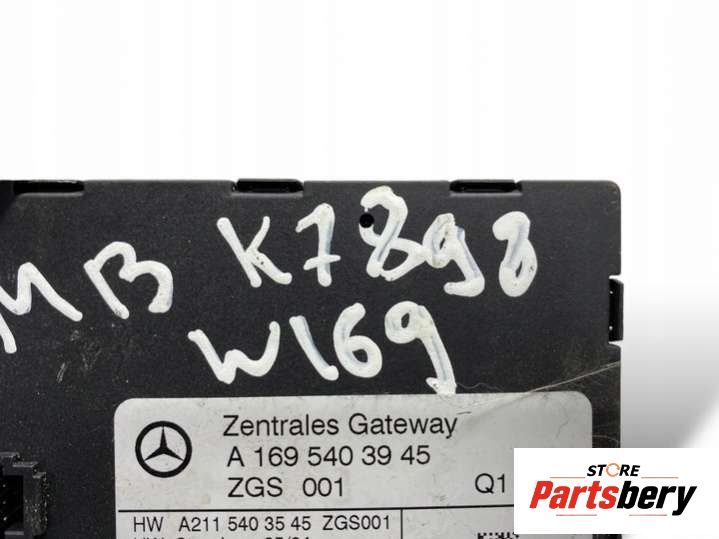 MB K7898
W169
Zentrales Gateway
A 169 540 39 45
ZGS 001 Q1
HW A211 540 35 45 ZGS001
STORE
Partsbery